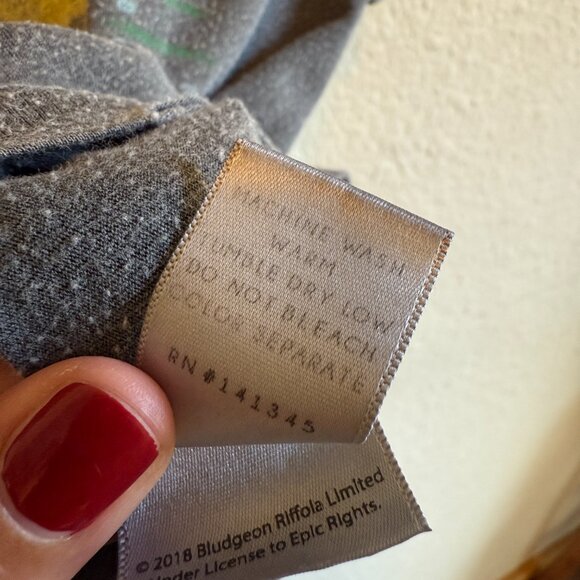 MACHINE WASH
WARM
TUMBLE DRY LOW
DO NOT BLEACH
COLOR SEPARATE
RN #141345
© 2018 Bludgeon Riffola Limited
Under License to Epic Rights.